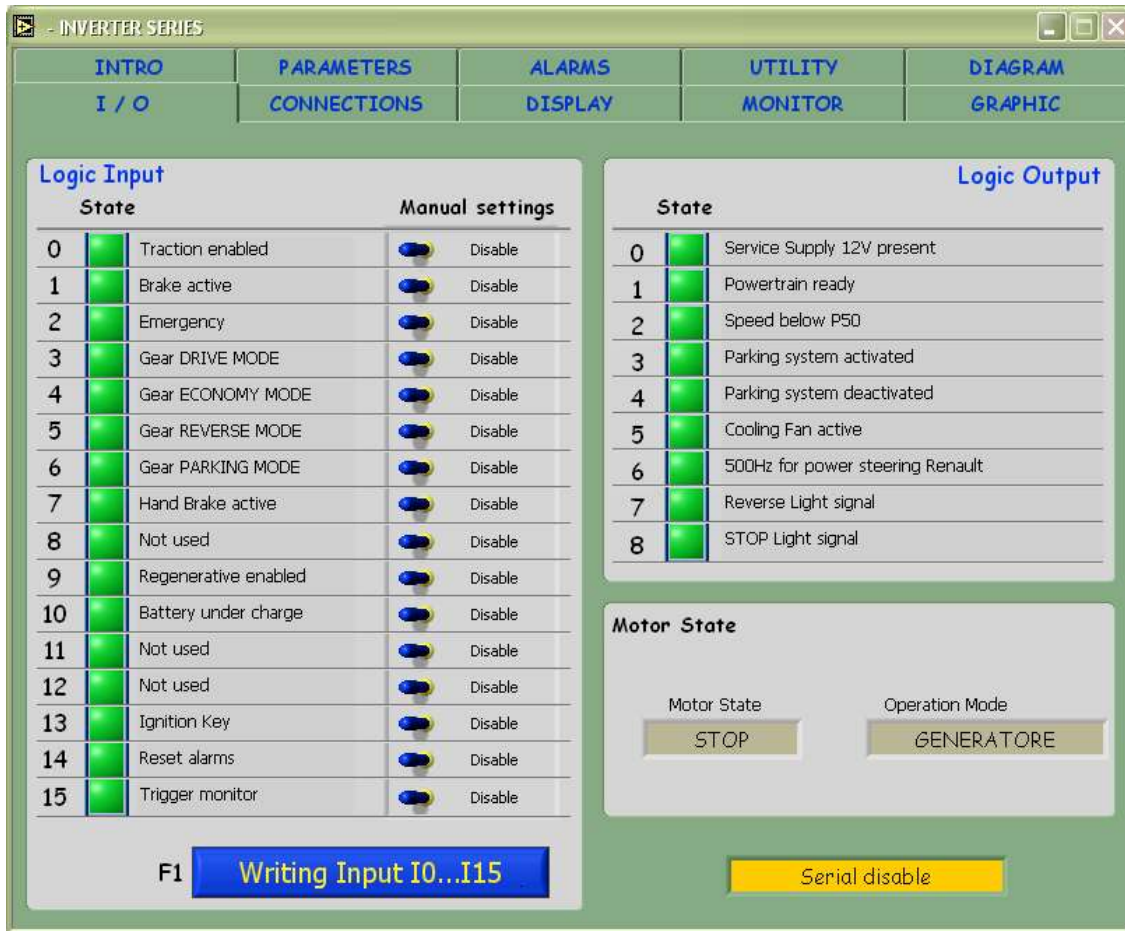 - INVERTER SERIES
INTRO PARAMETERS ALARMS UTILITY DIAGRAM
I / O CONNECTIONS DISPLAY MONITOR GRAPHIC
Logic Input
State Manual settings
0 Traction enabled Disable
1 Brake active Disable
2 Emergency Disable
3 Gear DRIVE MODE Disable
4 Gear ECONOMY MODE Disable
5 Gear REVERSE MODE Disable
6 Gear PARKING MODE Disable
7 Hand Brake active Disable
8 Not used Disable
9 Regenerative enabled Disable
10 Battery under charge Disable
11 Not used Disable
12 Not used Disable
13 Ignition Key Disable
14 Reset alarms Disable
15 Trigger monitor Disable
F1 Writing Input I0...I15
Logic Output
State
0 Service Supply 12V present
1 Powertrain ready
2 Speed below P50
3 Parking system activated
4 Parking system deactivated
5 Cooling Fan active
6 500Hz for power steering Renault
7 Reverse Light signal
8 STOP Light signal
Motor State
Motor State Operation Mode
STOP GENERATORE
Serial disable